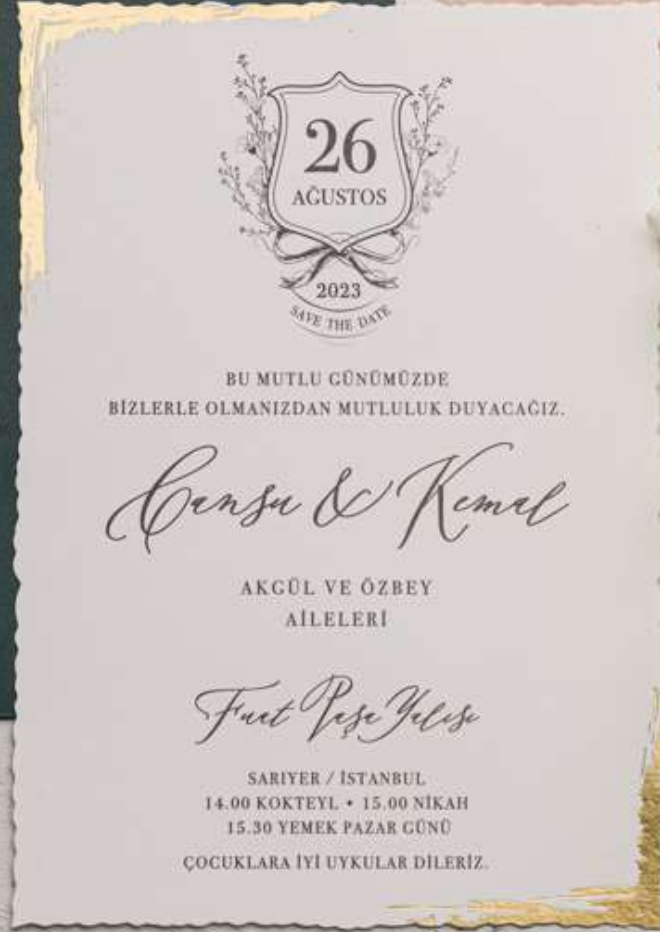 26
AĞUSTOS
2023
SAVE THE DATE
BU MUTLU GÜNÜMÜZDE
BİZLERLE OLMANIZDAN MUTLULUK DUYACAĞIZ.
Cansu & Kemal
AKGÜL VE ÖZBEY
AİLELERİ
Fuat Paşa Yalısı
SARIYER / İSTANBUL
14.00 KOKTEYL • 15.00 NİKAH
15.30 YEMEK PAZAR GÜNÜ
ÇOCUKLARA İYİ UYKULAR DİLERİZ.